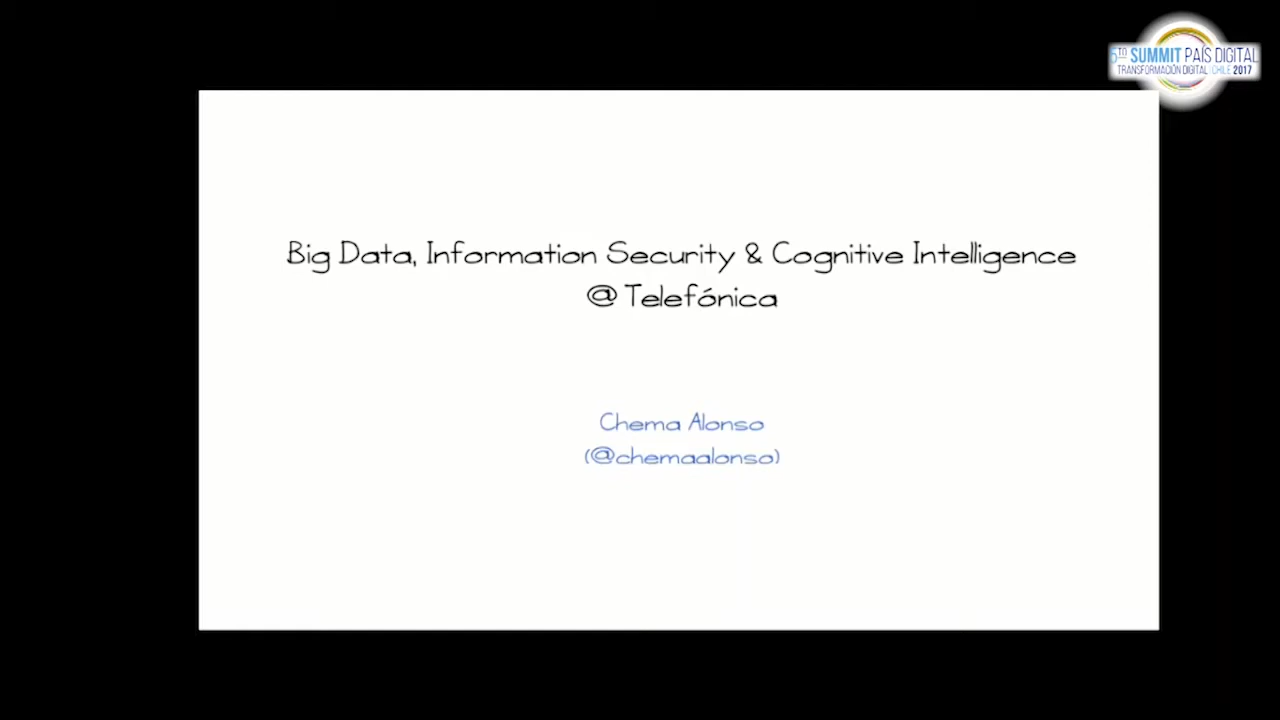 5TO SUMMIT PAÍS DIGITAL
TRANSFORMACIÓN DIGITAL | CHILE 2017
Big Data, Information Security & Cognitive Intelligence
@ Telefónica
Chema Alonso
(@chemaalonso)